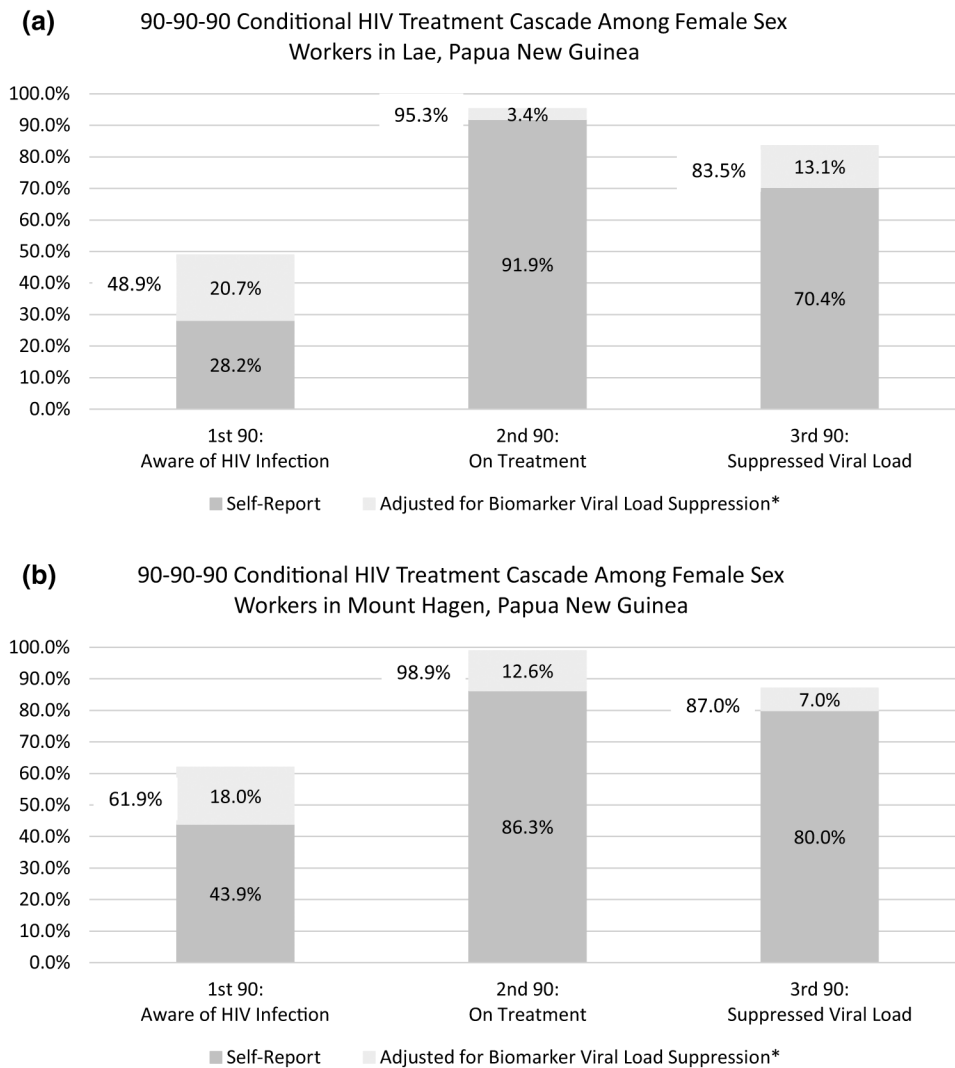 (a)
90-90-90 Conditional HIV Treatment Cascade Among Female Sex
Workers in Lae, Papua New Guinea
100.0%
90.0%
80.0%
70.0%
60.0%
50.0%
40.0%
30.0%
20.0%
10.0%
0.0%
48.9%
20.7%
28.2%
95.3%
3.4%
91.9%
83.5%
13.1%
70.4%
1st 90:
Aware of HIV Infection
2nd 90:
On Treatment
3rd 90:
Suppressed Viral Load
Self-Report
Adjusted for Biomarker Viral Load Suppression*
(b)
90-90-90 Conditional HIV Treatment Cascade Among Female Sex
Workers in Mount Hagen, Papua New Guinea
100.0%
90.0%
80.0%
70.0%
60.0%
50.0%
40.0%
30.0%
20.0%
10.0%
0.0%
61.9%
18.0%
43.9%
98.9%
12.6%
86.3%
87.0%
7.0%
80.0%
1st 90:
Aware of HIV Infection
2nd 90:
On Treatment
3rd 90:
Suppressed Viral Load
Self-Report
Adjusted for Biomarker Viral Load Suppression*